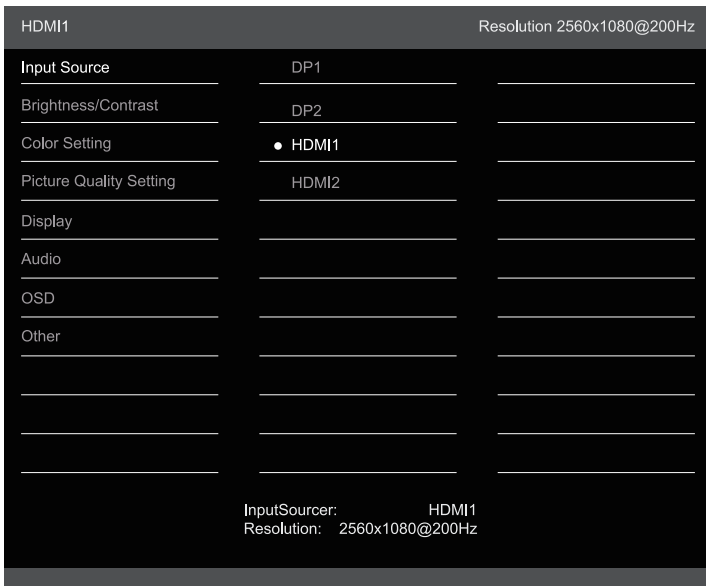 HDMI1 Resolution 2560x1080@200Hz
Input Source DP1
Brightness/Contrast DP2
Color Setting ● HDMI1
Picture Quality Setting HDMI2
Display
Audio
OSD
Other
InputSourcer: HDMI1
Resolution: 2560x1080@200Hz